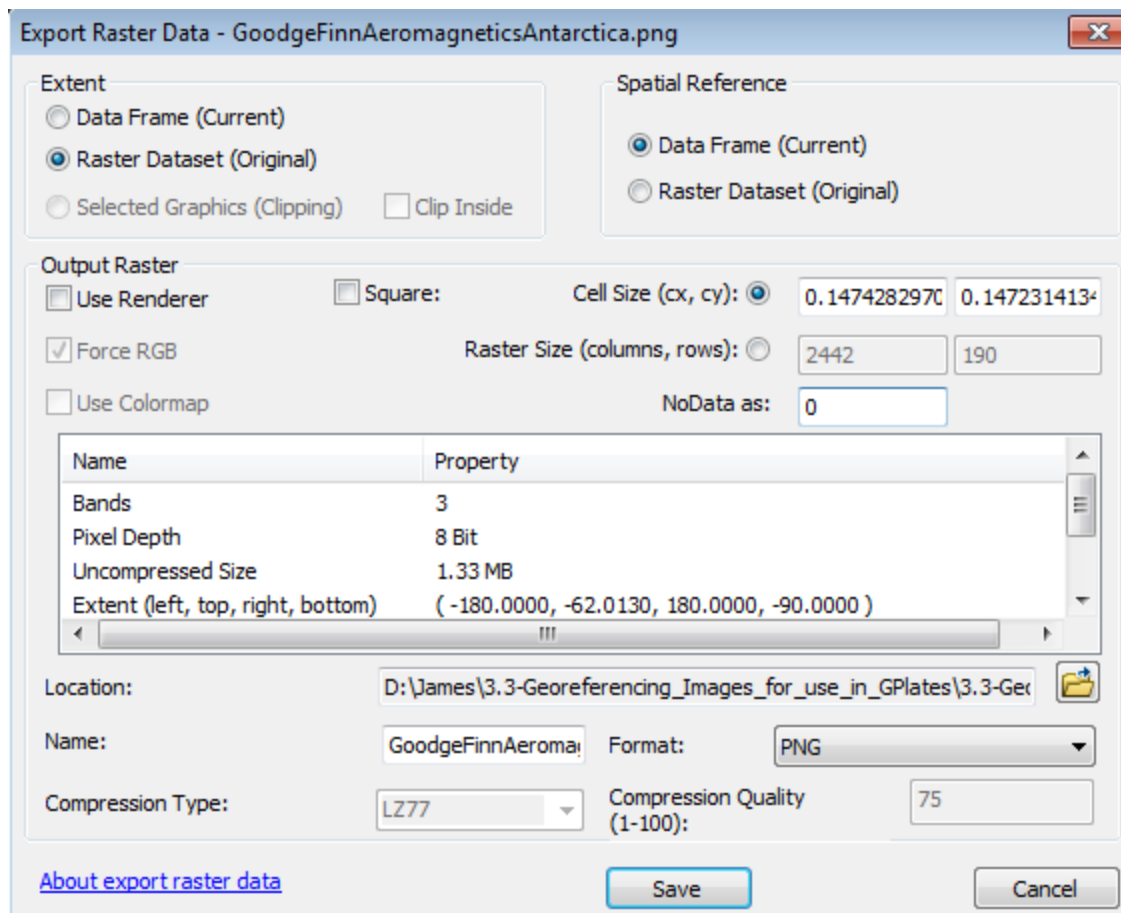 Export Raster Data - GoodgeFinnAeromagneticsAntarctica.png
Extent
Data Frame (Current)
Raster Dataset (Original)
Selected Graphics (Clipping) Clip Inside
Spatial Reference
Data Frame (Current)
Raster Dataset (Original)
Output Raster
Use Renderer Square: Cell Size (cx, cy): 0.1474282970 0.1472314134
Force RGB Raster Size (columns, rows): 2442 190
Use Colormap NoData as: 0
Name Property
Bands 3
Pixel Depth 8 Bit
Uncompressed Size 1.33 MB
Extent (left, top, right, bottom) ( -180.0000, -62.0130, 180.0000, -90.0000 )
Location: D:\James\3.3-Georeferencing_Images_for_use_in_GPlates\3.3-Geo
Name: GoodgeFinnAeromag Format: PNG
Compression Type: LZ77 Compression Quality
(1-100): 75
About export raster data Save Cancel